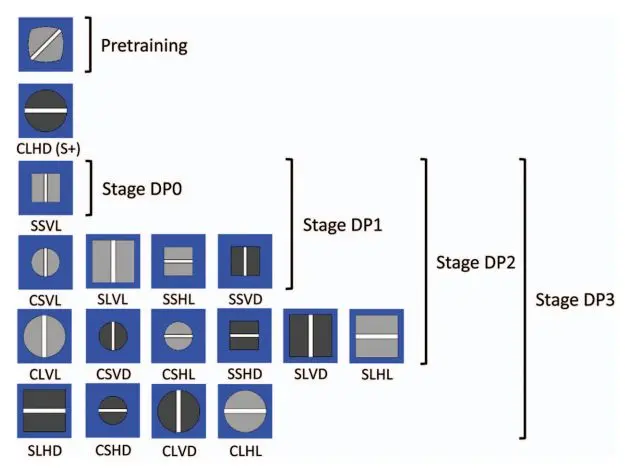 Pretraining
CLHD (S+)
Stage DP0
SSVL
Stage DP1
CSVL SLVL SSHL SSVD
Stage DP2
Stage DP3
CLVL CSVD CSHL SSHD SLVD SLHL
SLHD CSHD CLVD CLHL